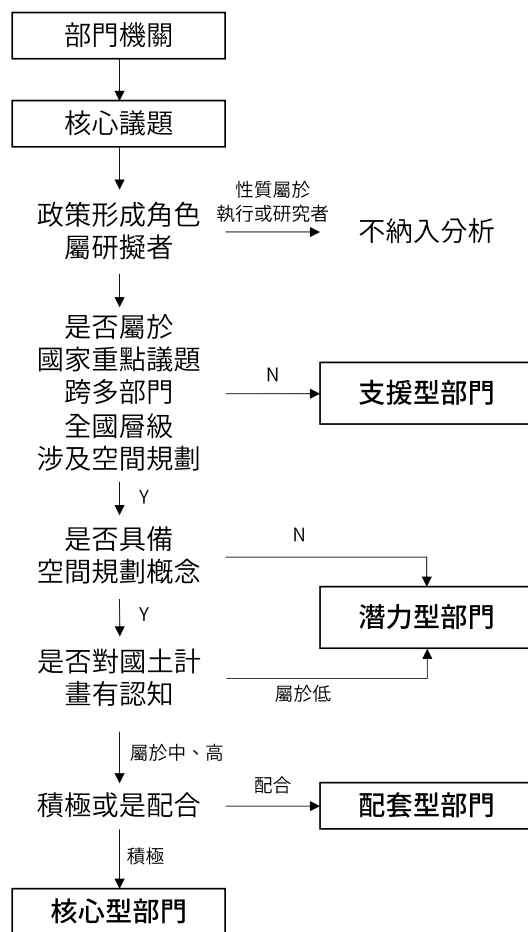 部門機關
核心議題
政策形成角色
屬研擬者
性質屬於
執行或研究者
不納入分析
是否屬於
國家重點議題
跨多部門
全國層級
涉及空間規劃
N
支援型部門
Y
是否具備
空間規劃概念
N
潛力型部門
Y
是否對國土計
畫有認知
屬於低
屬於中、高
積極或是配合
配合
配套型部門
積極
核心型部門